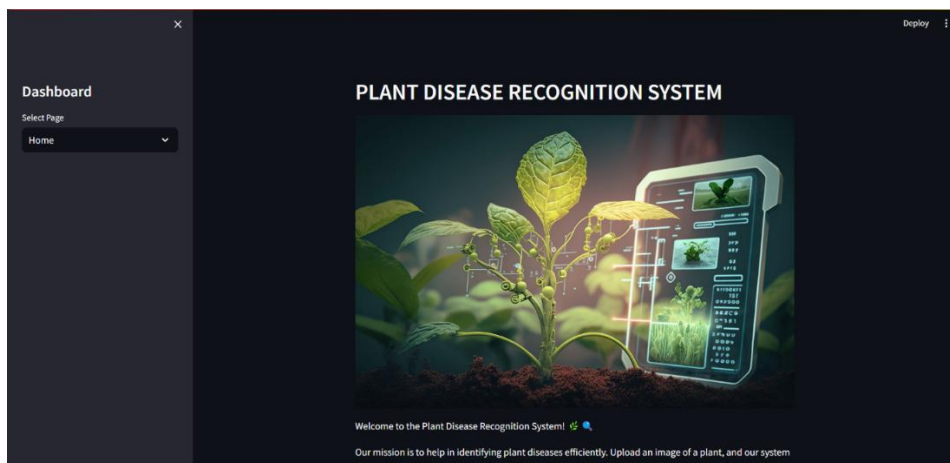 Deploy
Dashboard
Select Page
Home
PLANT DISEASE RECOGNITION SYSTEM
Welcome to the Plant Disease Recognition System! 🌿 🔍
Our mission is to help in identifying plant diseases efficiently. Upload an image of a plant, and our system